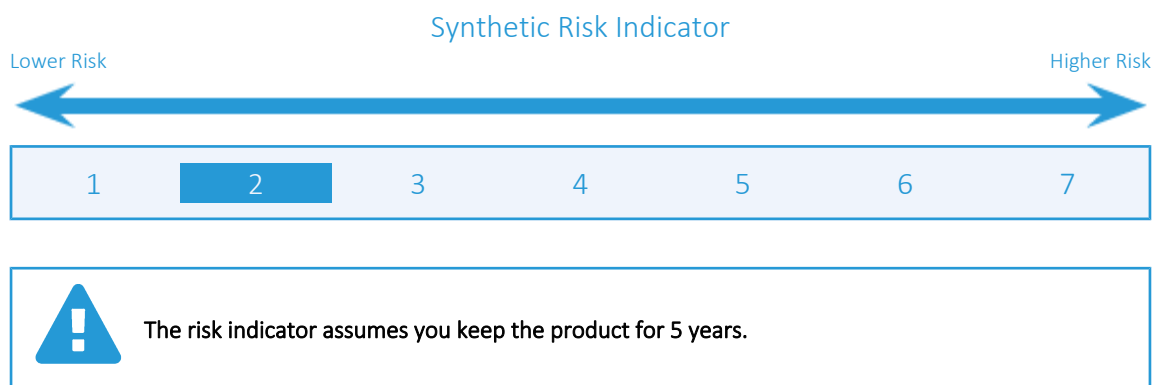 Synthetic Risk Indicator
Lower Risk Higher Risk
1 2 3 4 5 6 7
The risk indicator assumes you keep the product for 5 years.